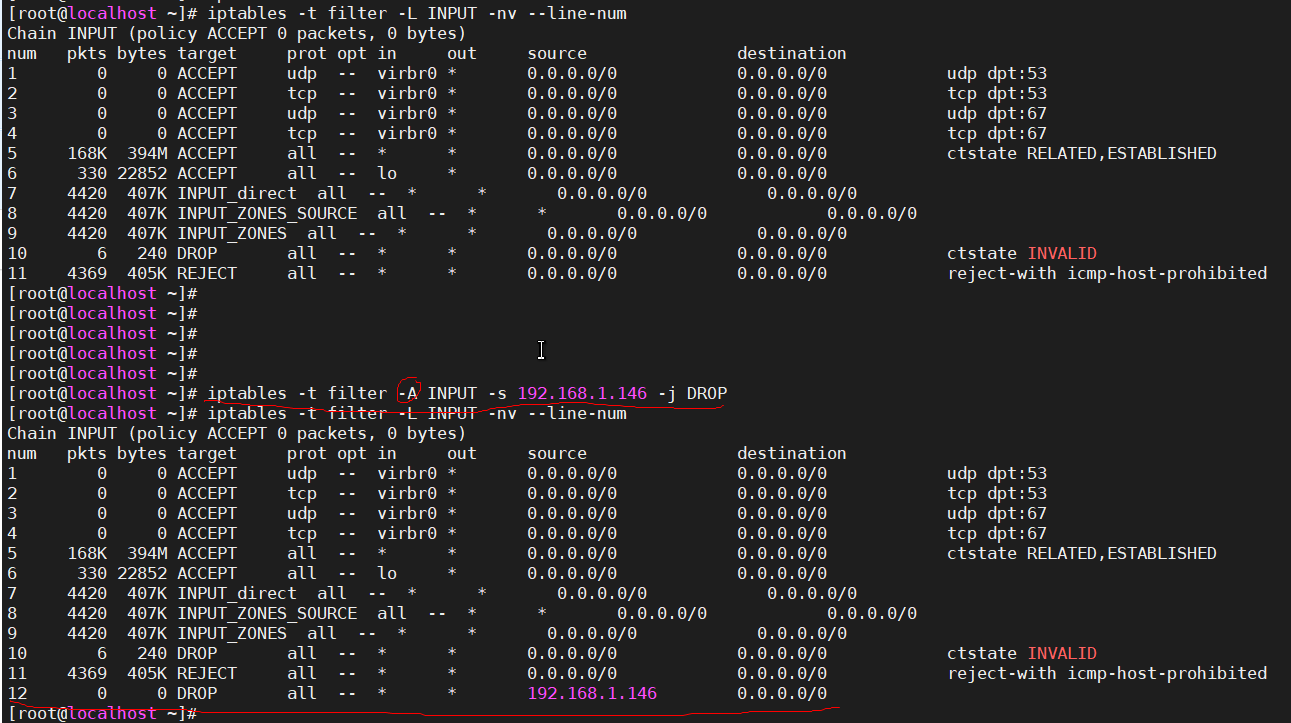 [root@localhost ~]# iptables -t filter -L INPUT -nv --line-num
Chain INPUT (policy ACCEPT 0 packets, 0 bytes)
num   pkts bytes target     prot opt in     out     source               destination
1        0     0 ACCEPT     udp  --  virbr0 *       0.0.0.0/0            0.0.0.0/0            udp dpt:53
2        0     0 ACCEPT     tcp  --  virbr0 *       0.0.0.0/0            0.0.0.0/0            tcp dpt:53
3        0     0 ACCEPT     udp  --  virbr0 *       0.0.0.0/0            0.0.0.0/0            udp dpt:67
4        0     0 ACCEPT     tcp  --  virbr0 *       0.0.0.0/0            0.0.0.0/0            tcp dpt:67
5     168K  394M ACCEPT     all  --  *      *       0.0.0.0/0            0.0.0.0/0            ctstate RELATED,ESTABLISHED
6      330 22852 ACCEPT     all  --  lo     *       0.0.0.0/0            0.0.0.0/0
7     4420  407K INPUT_direct  all  --  *      *       0.0.0.0/0            0.0.0.0/0
8     4420  407K INPUT_ZONES_SOURCE  all  --  *      *       0.0.0.0/0            0.0.0.0/0
9     4420  407K INPUT_ZONES  all  --  *      *       0.0.0.0/0            0.0.0.0/0
10       6   240 DROP       all  --  *      *       0.0.0.0/0            0.0.0.0/0            ctstate INVALID
11    4369  405K REJECT     all  --  *      *       0.0.0.0/0            0.0.0.0/0            reject-with icmp-host-prohibited
[root@localhost ~]#
[root@localhost ~]#
[root@localhost ~]#
[root@localhost ~]#
[root@localhost ~]#
[root@localhost ~]# iptables -t filter -A INPUT -s 192.168.1.146 -j DROP
[root@localhost ~]# iptables -t filter -L INPUT -nv --line-num
Chain INPUT (policy ACCEPT 0 packets, 0 bytes)
num   pkts bytes target     prot opt in     out     source               destination
1        0     0 ACCEPT     udp  --  virbr0 *       0.0.0.0/0            0.0.0.0/0            udp dpt:53
2        0     0 ACCEPT     tcp  --  virbr0 *       0.0.0.0/0            0.0.0.0/0            tcp dpt:53
3        0     0 ACCEPT     udp  --  virbr0 *       0.0.0.0/0            0.0.0.0/0            udp dpt:67
4        0     0 ACCEPT     tcp  --  virbr0 *       0.0.0.0/0            0.0.0.0/0            tcp dpt:67
5     168K  394M ACCEPT     all  --  *      *       0.0.0.0/0            0.0.0.0/0            ctstate RELATED,ESTABLISHED
6      330 22852 ACCEPT     all  --  lo     *       0.0.0.0/0            0.0.0.0/0
7     4420  407K INPUT_direct  all  --  *      *       0.0.0.0/0            0.0.0.0/0
8     4420  407K INPUT_ZONES_SOURCE  all  --  *      *       0.0.0.0/0            0.0.0.0/0
9     4420  407K INPUT_ZONES  all  --  *      *       0.0.0.0/0            0.0.0.0/0
10       6   240 DROP       all  --  *      *       0.0.0.0/0            0.0.0.0/0            ctstate INVALID
11    4369  405K REJECT     all  --  *      *       0.0.0.0/0            0.0.0.0/0            reject-with icmp-host-prohibited
12       0     0 DROP       all  --  *      *       192.168.1.146        0.0.0.0/0
[root@localhost ~]#